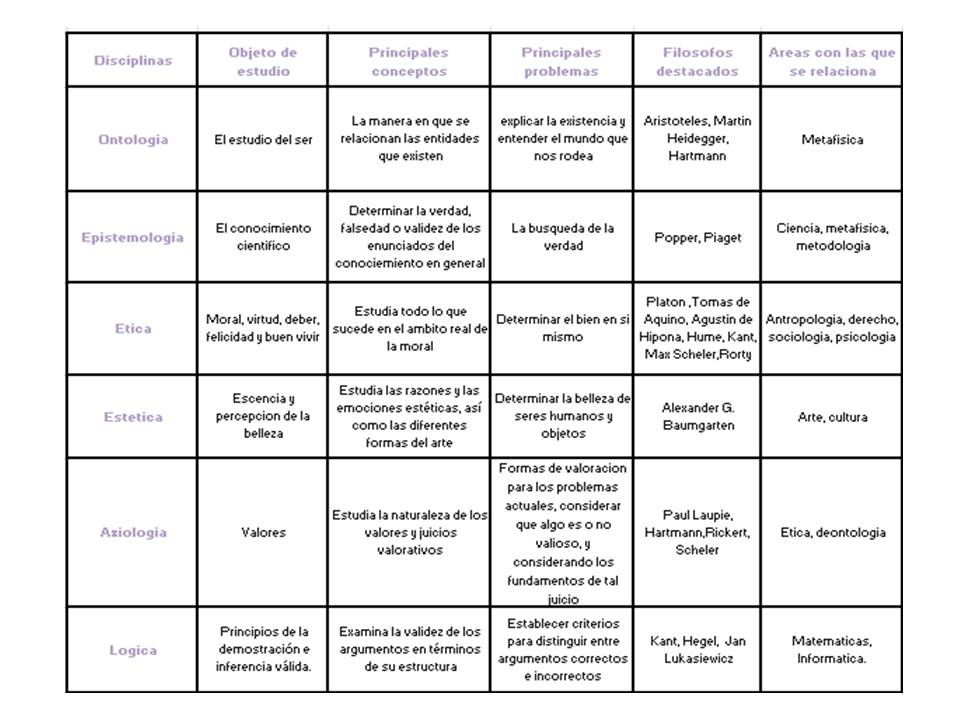 Disciplinas
Objeto de
estudio
Principales
conceptos
Principales
problemas
Filosofos
destacados
Areas con las que
se relaciona
Ontologia
El estudio del ser
La manera en que se
relacionan las entidades
que existen
explicar la existencia y
entender el mundo que
nos rodea
Aristoteles, Martin
Heidegger,
Hartmann
Metafisica
Epistemologia
El conocimiento
cientifico
Determinar la verdad,
falsedad o validez de los
enunciados del
conociemiento en general
La busqueda de la
verdad
Popper, Piaget
Ciencia, metafisica,
metodologia
Etica
Moral, virtud, deber,
felicidad y buen vivir
Estudia todo lo que
sucede en el ambito real de
la moral
Determinar el bien en si
mismo
Platon ,Tomas de
Aquino, Agustin de
Hipona, Hume, Kant,
Max Scheler,Rorty
Antropologia, derecho,
sociologia, psicologia
Estetica
Escencia y
percepcion de la
belleza
Estudia las razones y las
emociones estéticas, así
como las diferentes
formas del arte
Determinar la belleza de
seres humanos y
objetos
Alexander G.
Baumgarten
Arte, cultura
Axiologia
Valores
Estudia la naturaleza de los
valores y juicios
valorativos
Formas de valoracion
para los problemas
actuales, considerar
que algo es o no
valioso, y
considerando los
fundamentos de tal
juicio
Paul Laupie,
Hartmann,Rickert,
Scheler
Etica, deontologia
Logica
Principios de la
demostración e
inferencia válida.
Examina la validez de los
argumentos en términos
de su estructura
Establecer criterios
para distinguir entre
argumentos correctos
e incorrectos
Kant, Hegel, Jan
Lukasiewicz
Matematicas,
Informatica.